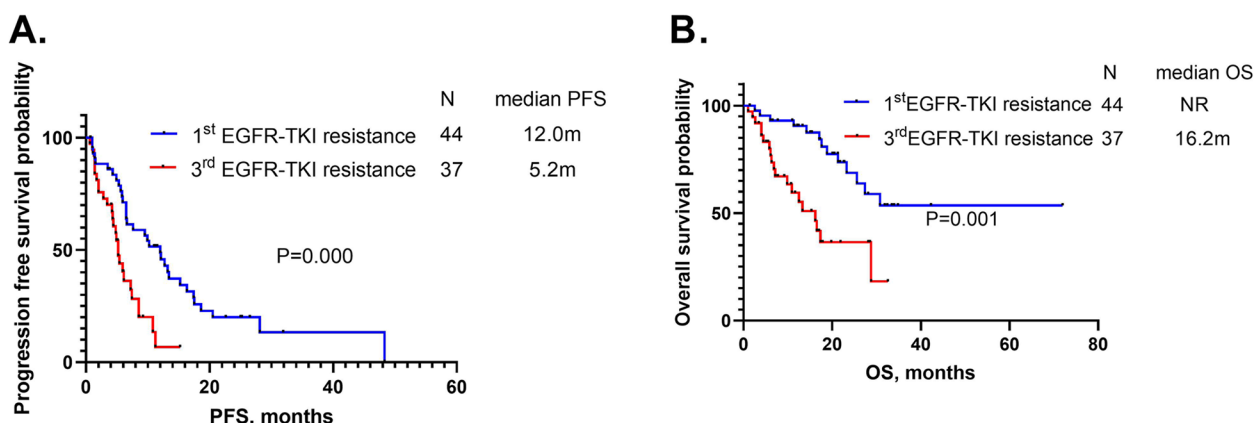 A.
Progression free survival probability
N median PFS
1st EGFR-TKI resistance 44 12.0m
3rd EGFR-TKI resistance 37 5.2m
P=0.000
100
50
0
0 20 40 60
PFS, months
B.
Overall survival probability
N median OS
1stEGFR-TKI resistance 44 NR
3rdEGFR-TKI resistance 37 16.2m
P=0.001
100
50
0
0 20 40 60 80
OS, months